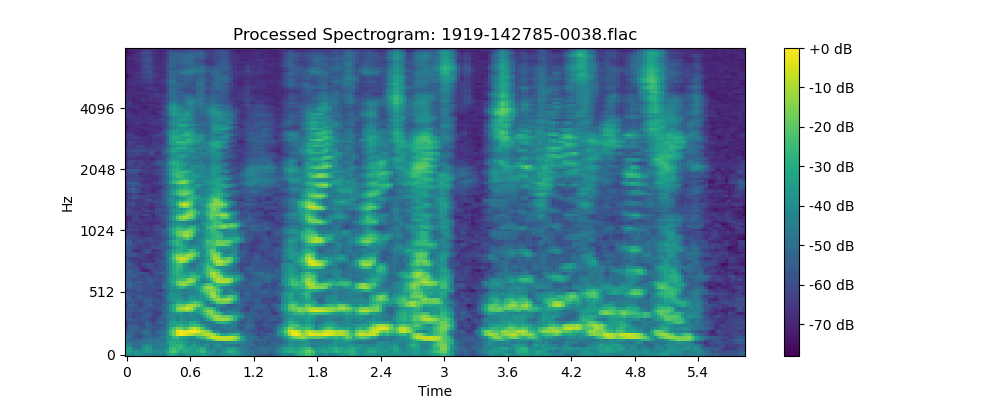 Processed Spectrogram: 1919-142785-0038.flac
+0 dB
4096
-10 dB
-20 dB
2048
-30 dB
Hz
1024
-40 dB
-50 dB
512
-60 dB
-70 dB
0
0 0.6 1.2 1.8 2.4 3 3.6 4.2 4.8 5.4
Time